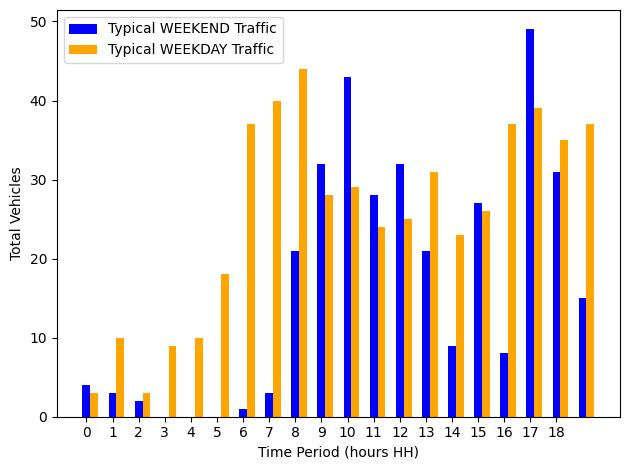 Typical WEEKEND Traffic
Typical WEEKDAY Traffic
50
40
30
20
10
0
Total Vehicles
0 1 2 3 4 5 6 7 8 9 10 11 12 13 14 15 16 17 18
Time Period (hours HH)